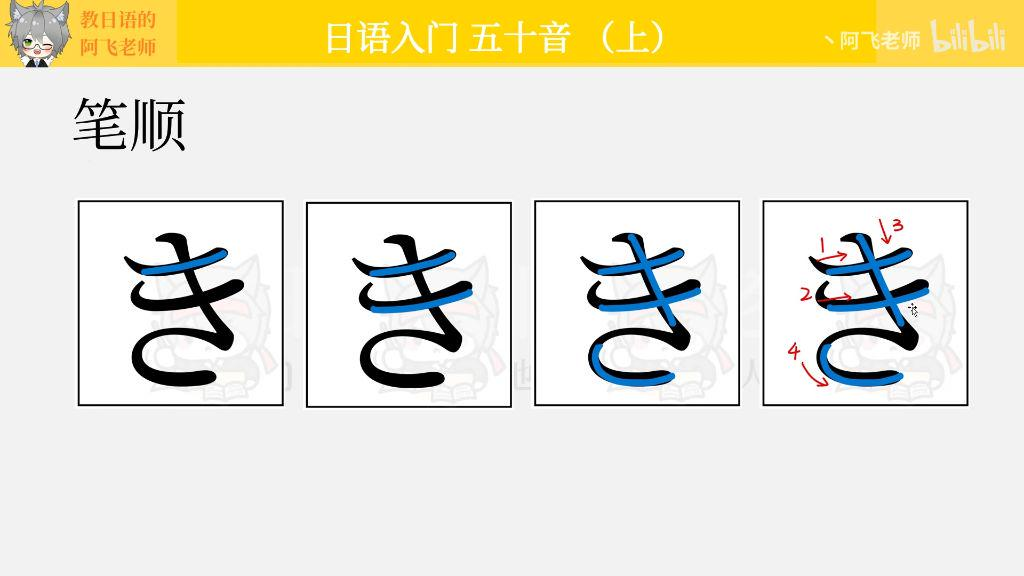 教日语的
阿飞老师
日语入门 五十音 （上）
丶阿飞老师 bilibili
笔顺
き き き き
1
3
2
4